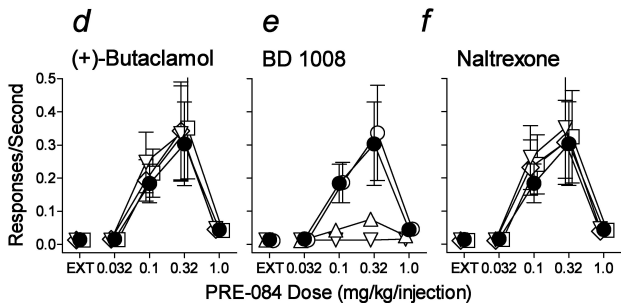 d e f
(+)-Butaclamol BD 1008 Naltrexone
Responses/Second
0.5
0.4
0.3
0.2
0.1
0.0
EXT 0.032 0.1 0.32 1.0 EXT 0.032 0.1 0.32 1.0 EXT 0.032 0.1 0.32 1.0
PRE-084 Dose (mg/kg/injection)